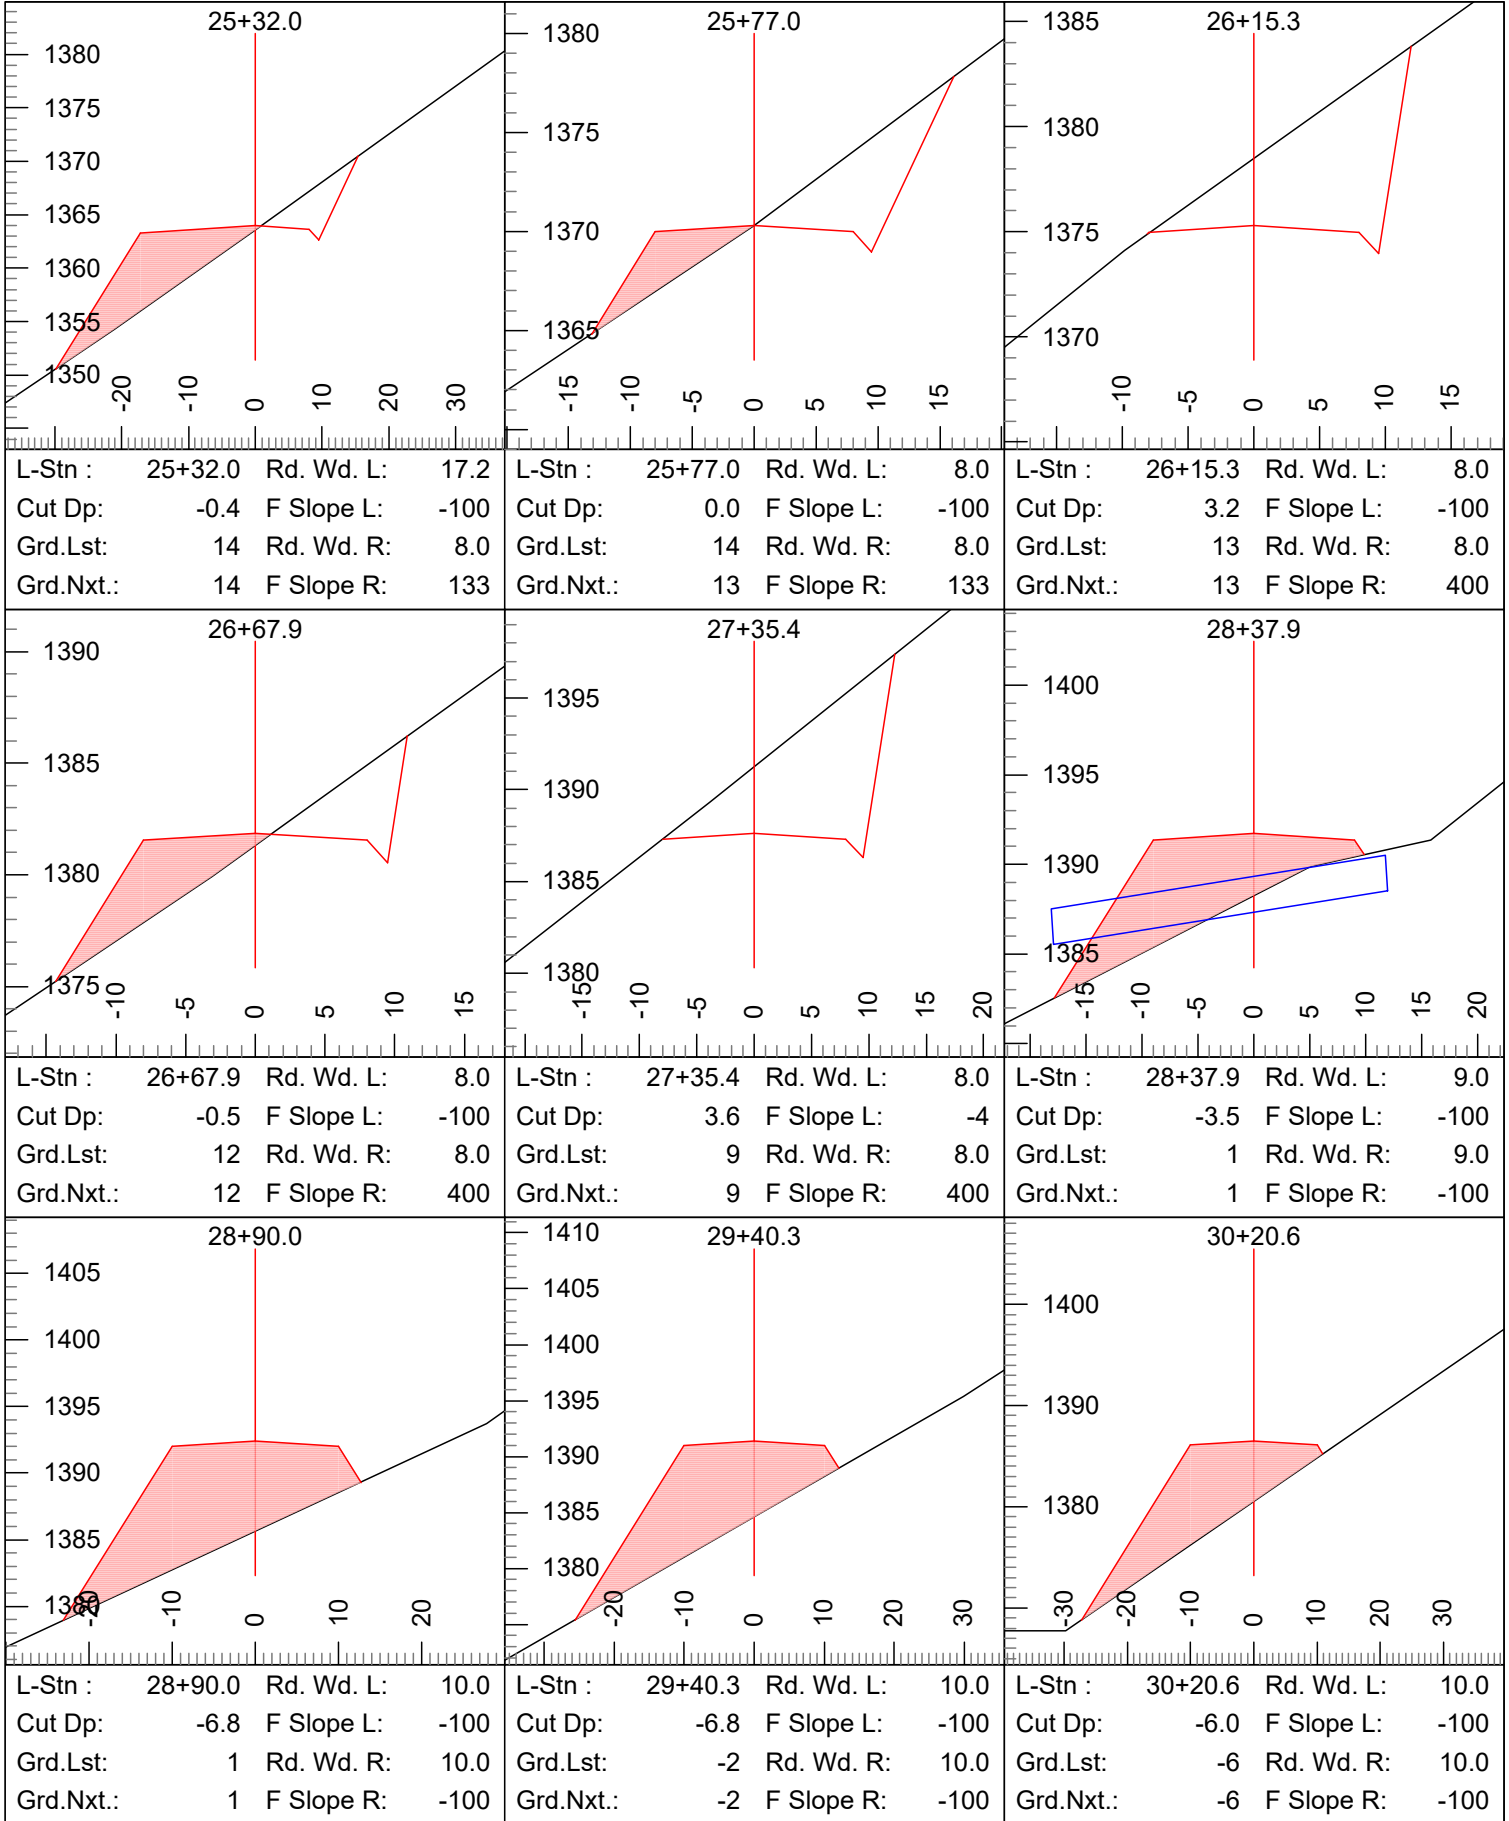 25+32.0
1380
1375
1370
1365
1360
1355
1350
-20 -10 0 10 20 30
L-Stn : 25+32.0 Rd. Wd. L: 17.2
Cut Dp: -0.4 F Slope L: -100
Grd.Lst: 14 Rd. Wd. R: 8.0
Grd.Nxt.: 14 F Slope R: 133
25+77.0
1380
1375
1370
1365
-15 -10 -5 0 5 10 15
L-Stn : 25+77.0 Rd. Wd. L: 8.0
Cut Dp: 0.0 F Slope L: -100
Grd.Lst: 14 Rd. Wd. R: 8.0
Grd.Nxt.: 13 F Slope R: 133
26+15.3
1385
1380
1375
1370
-10 -5 0 5 10 15
L-Stn : 26+15.3 Rd. Wd. L: 8.0
Cut Dp: 3.2 F Slope L: -100
Grd.Lst: 13 Rd. Wd. R: 8.0
Grd.Nxt.: 13 F Slope R: 400
26+67.9
1390
1385
1380
1375
-10 -5 0 5 10 15
L-Stn : 26+67.9 Rd. Wd. L: 8.0
Cut Dp: -0.5 F Slope L: -100
Grd.Lst: 12 Rd. Wd. R: 8.0
Grd.Nxt.: 12 F Slope R: 400
27+35.4
1395
1390
1385
1380
-15 -10 -5 0 5 10 15 20
L-Stn : 27+35.4 Rd. Wd. L: 8.0
Cut Dp: 3.6 F Slope L: -4
Grd.Lst: 9 Rd. Wd. R: 8.0
Grd.Nxt.: 9 F Slope R: 400
28+37.9
1400
1395
1390
1385
-15 -10 -5 0 5 10 15 20
L-Stn : 28+37.9 Rd. Wd. L: 9.0
Cut Dp: -3.5 F Slope L: -100
Grd.Lst: 1 Rd. Wd. R: 9.0
Grd.Nxt.: 1 F Slope R: -100
28+90.0
1405
1400
1395
1390
1385
1380
-20 -10 0 10 20
L-Stn : 28+90.0 Rd. Wd. L: 10.0
Cut Dp: -6.8 F Slope L: -100
Grd.Lst: 1 Rd. Wd. R: 10.0
Grd.Nxt.: 1 F Slope R: -100
29+40.3
1410
1405
1400
1395
1390
1385
1380
-20 -10 0 10 20 30
L-Stn : 29+40.3 Rd. Wd. L: 10.0
Cut Dp: -6.8 F Slope L: -100
Grd.Lst: -2 Rd. Wd. R: 10.0
Grd.Nxt.: -2 F Slope R: -100
30+20.6
1400
1390
1380
-30 -20 -10 0 10 20 30
L-Stn : 30+20.6 Rd. Wd. L: 10.0
Cut Dp: -6.0 F Slope L: -100
Grd.Lst: -6 Rd. Wd. R: 10.0
Grd.Nxt.: -6 F Slope R: -100